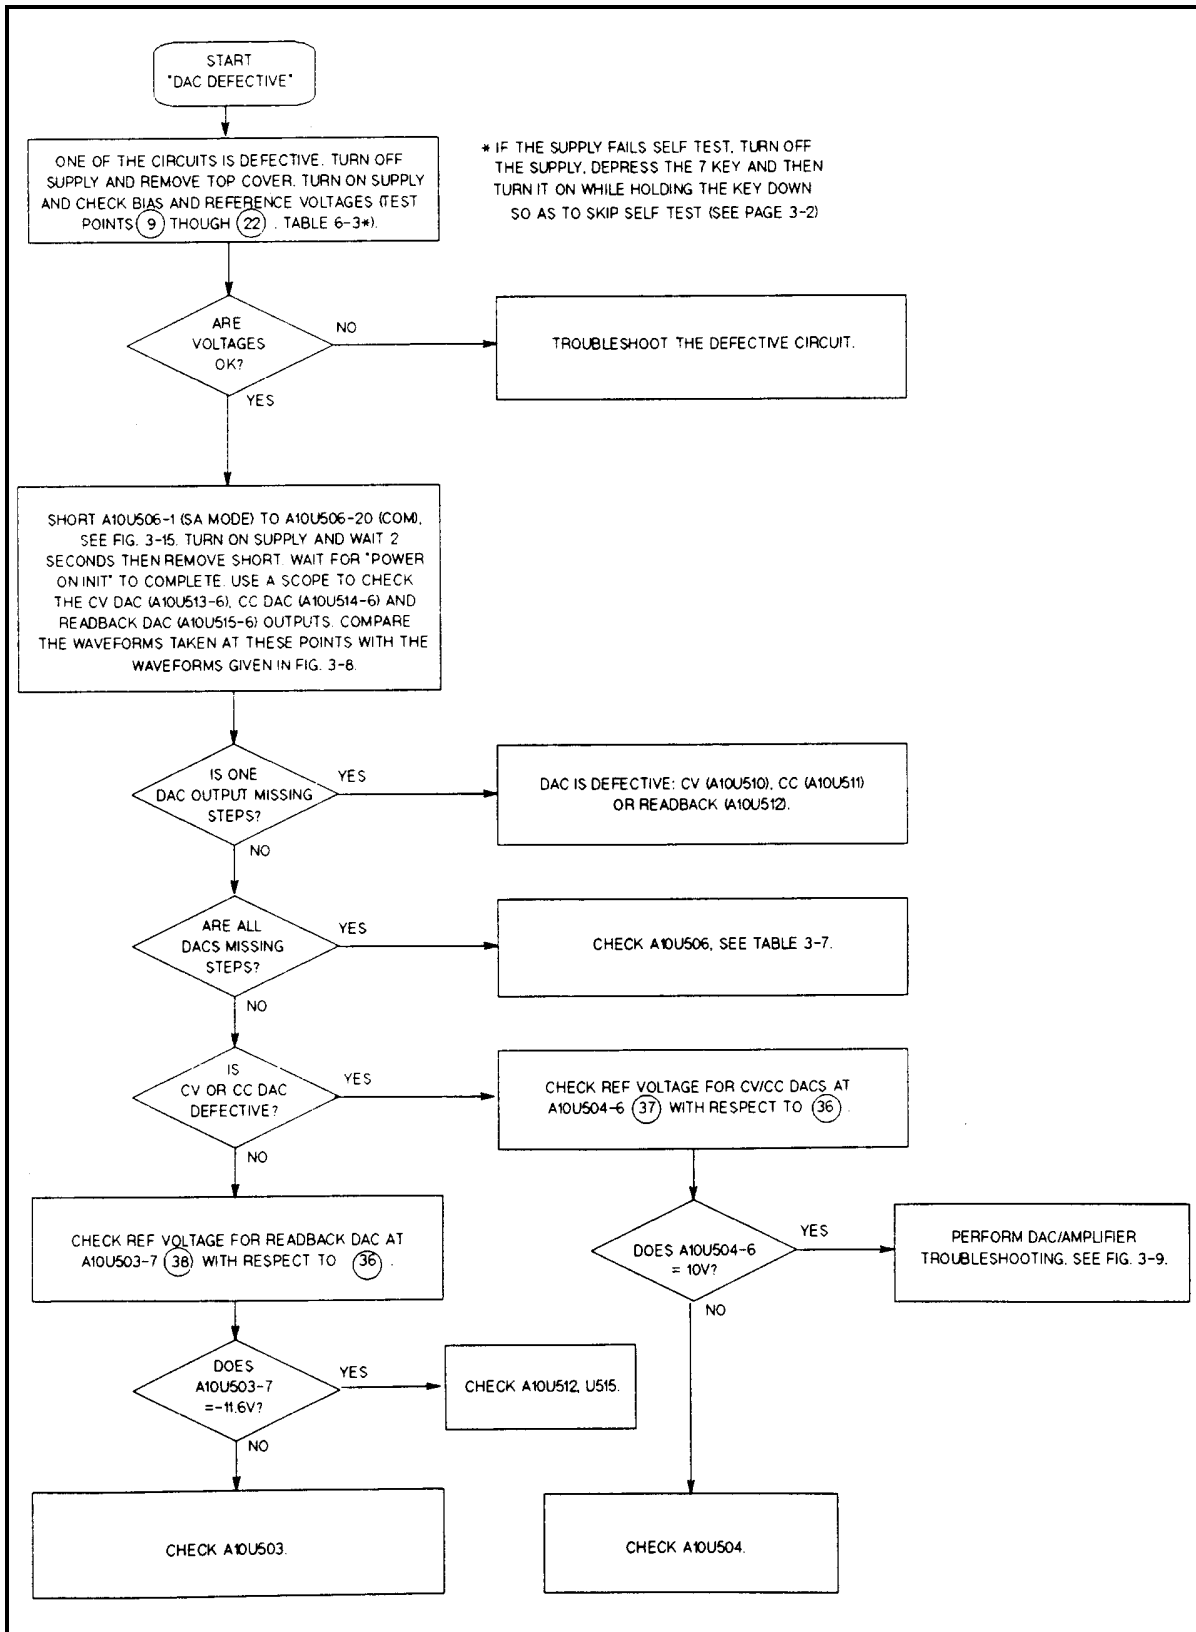 START
"DAC DEFECTIVE"
ONE OF THE CIRCUITS IS DEFECTIVE. TURN OFF
SUPPLY AND REMOVE TOP COVER. TURN ON SUPPLY
AND CHECK BIAS AND REFERENCE VOLTAGES (TEST
POINTS 9 THOUGH 22 . TABLE 6-3*).
* IF THE SUPPLY FAILS SELF TEST, TURN OFF
THE SUPPLY, DEPRESS THE 7 KEY AND THEN
TURN IT ON WHILE HOLDING THE KEY DOWN
SO AS TO SKIP SELF TEST (SEE PAGE 3-2)
ARE
VOLTAGES
OK?
NO
TROUBLESHOOT THE DEFECTIVE CIRCUIT.
YES
SHORT A10U506-1 (SA MODE) TO A10U506-20 (COM),
SEE FIG. 3-15. TURN ON SUPPLY AND WAIT 2
SECONDS THEN REMOVE SHORT. WAIT FOR "POWER
ON INIT" TO COMPLETE. USE A SCOPE TO CHECK
THE CV DAC (A10U513-6), CC DAC (A10U514-6) AND
READBACK DAC (A10U515-6) OUTPUTS. COMPARE
THE WAVEFORMS TAKEN AT THESE POINTS WITH THE
WAVEFORMS GIVEN IN FIG. 3-8.
IS ONE
DAC OUTPUT MISSING
STEPS?
YES
DAC IS DEFECTIVE: CV (A10U510), CC (A10U511)
OR READBACK (A10U512).
NO
ARE ALL
DACS MISSING
STEPS?
YES
CHECK A10U506, SEE TABLE 3-7.
NO
IS
CV OR CC DAC
DEFECTIVE?
YES
CHECK REF VOLTAGE FOR CV/CC DACS AT
A10U504-6 37 WITH RESPECT TO 36 .
NO
CHECK REF VOLTAGE FOR READBACK DAC AT
A10U503-7 38 WITH RESPECT TO 36 .
DOES A10U504-6
= 10V?
YES
PERFORM DAC/AMPLIFIER
TROUBLESHOOTING. SEE FIG. 3-9.
NO
DOES
A10U503-7
=-11.6V?
YES
CHECK A10U512, U515.
NO
CHECK A10U503.
CHECK A10U504.